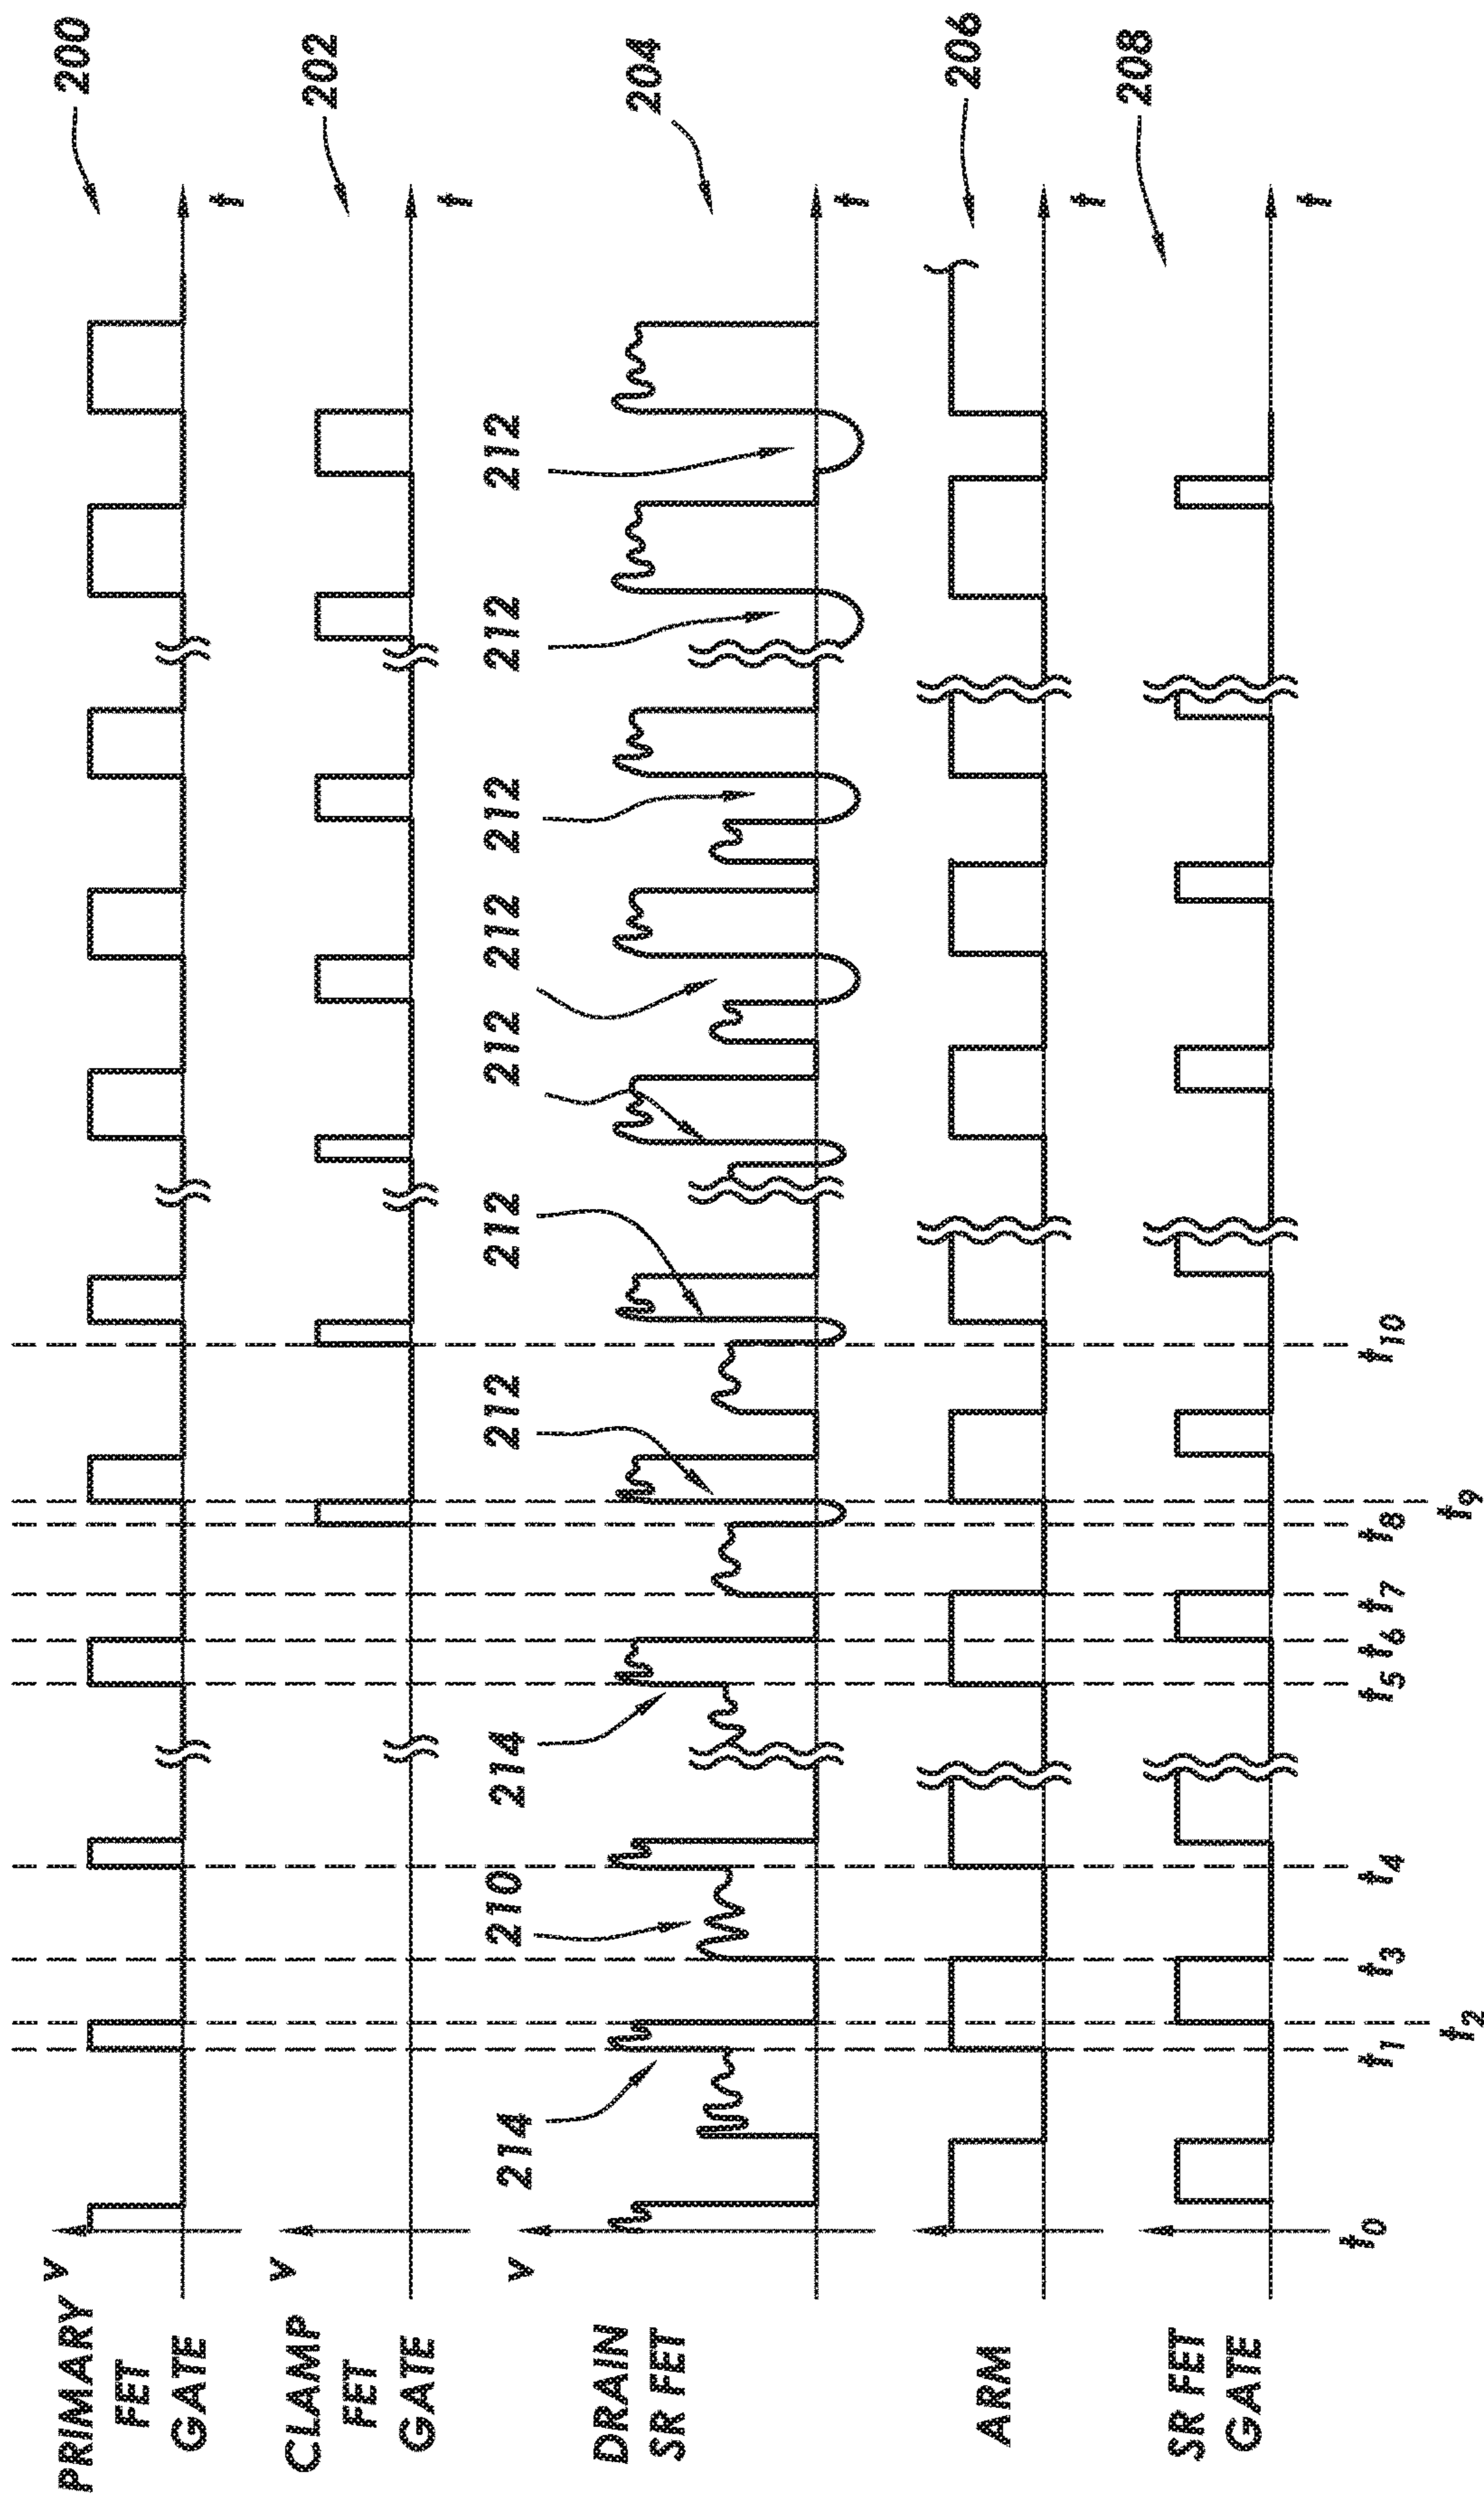 PRIMARY
FET
GATE
v
t
200
CLAMP
FET
GATE
v
t
202
DRAIN
SR FET
v
214
210
214
212
212
212
212
212
212
212
t
204
ARM
t
206
SR FET
GATE
t
208
t0
t1
t2
t3
t4
t5
t6
t7
t8
t9
t10